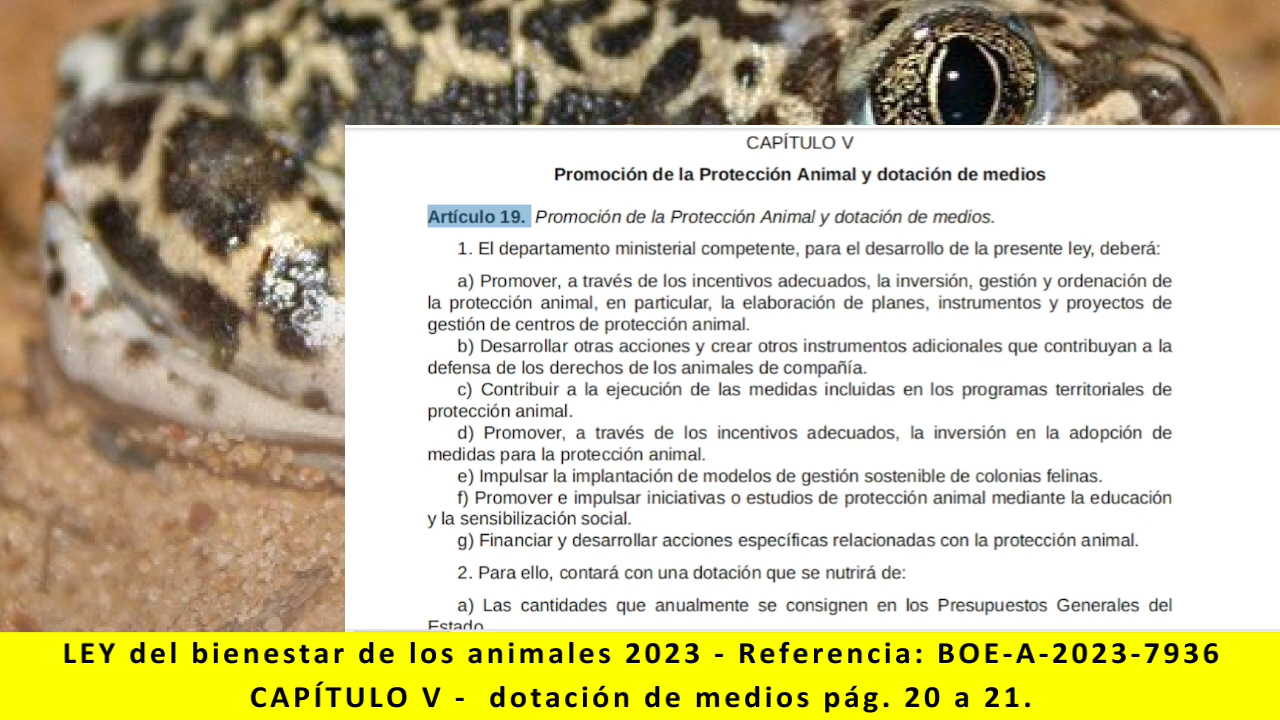 CAPÍTULO V
Promoción de la Protección Animal y dotación de medios
Artículo 19. Promoción de la Protección Animal y dotación de medios.
1. El departamento ministerial competente, para el desarrollo de la presente ley, deberá:
a) Promover, a través de los incentivos adecuados, la inversión, gestión y ordenación de
la protección animal, en particular, la elaboración de planes, instrumentos y proyectos de
gestión de centros de protección animal.
b) Desarrollar otras acciones y crear otros instrumentos adicionales que contribuyan a la
defensa de los derechos de los animales de compañía.
c) Contribuir a la ejecución de las medidas incluidas en los programas territoriales de
protección animal.
d) Promover, a través de los incentivos adecuados, la inversión en la adopción de
medidas para la protección animal.
e) Impulsar la implantación de modelos de gestión sostenible de colonias felinas.
f) Promover e impulsar iniciativas o estudios de protección animal mediante la educación
y la sensibilización social.
g) Financiar y desarrollar acciones específicas relacionadas con la protección animal.
2. Para ello, contará con una dotación que se nutrirá de:
a) Las cantidades que anualmente se consignen en los Presupuestos Generales del
Estado
LEY del bienestar de los animales 2023 - Referencia: BOE-A-2023-7936
CAPÍTULO V - dotación de medios pág. 20 a 21.